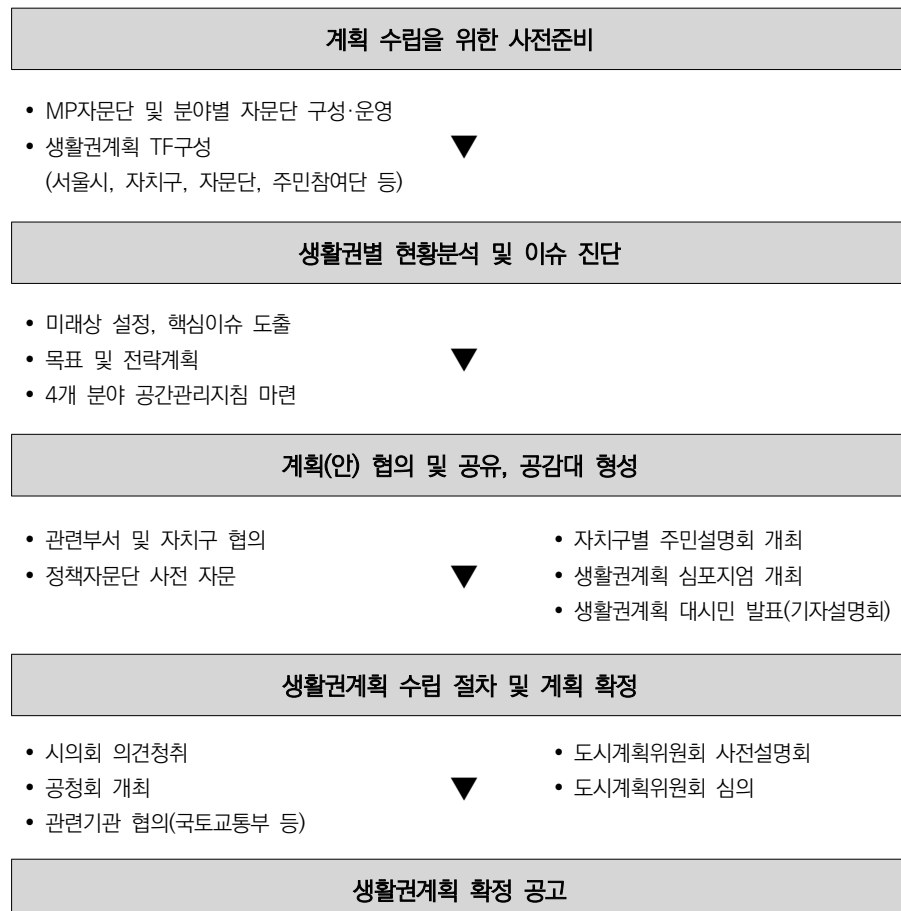 계획 수립을 위한 사전준비
• MP자문단 및 분야별 자문단 구성·운영
• 생활권계획 TF구성
(서울시, 자치구, 자문단, 주민참여단 등)
▼
생활권별 현황분석 및 이슈 진단
• 미래상 설정, 핵심이슈 도출
• 목표 및 전략계획
• 4개 분야 공간관리지침 마련
▼
계획(안) 협의 및 공유, 공감대 형성
• 관련부서 및 자치구 협의
• 정책자문단 사전 자문
▼
• 자치구별 주민설명회 개최
• 생활권계획 심포지엄 개최
• 생활권계획 대시민 발표(기자설명회)
생활권계획 수립 절차 및 계획 확정
• 시의회 의견청취
• 공청회 개최
• 관련기관 협의(국토교통부 등)
▼
• 도시계획위원회 사전설명회
• 도시계획위원회 심의
생활권계획 확정 공고